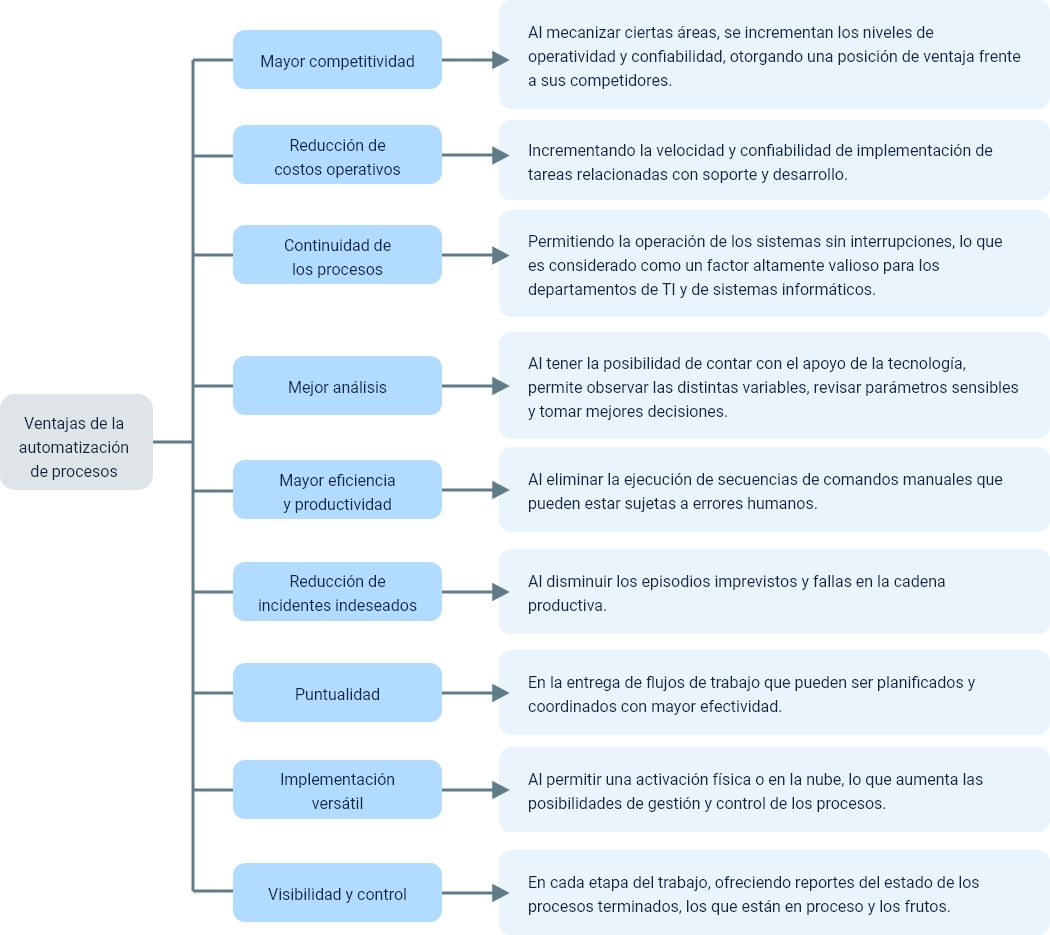 Mayor competitividad
Al mecanizar ciertas áreas, se incrementan los niveles de
operatividad y confiabilidad, otorgando una posición de ventaja frente
a sus competidores.
Reducción de
costos operativos
Incrementando la velocidad y confiabilidad de implementación de
tareas relacionadas con soporte y desarrollo.
Continuidad de
los procesos
Permitiendo la operación de los sistemas sin interrupciones, lo que
es considerado como un factor altamente valioso para los
departamentos de TI y de sistemas informáticos.
Mejor análisis
Al tener la posibilidad de contar con el apoyo de la tecnología,
permite observar las distintas variables, revisar parámetros sensibles
y tomar mejores decisiones.
Ventajas de la
automatización
de procesos
Mayor eficiencia
y productividad
Al eliminar la ejecución de secuencias de comandos manuales que
pueden estar sujetas a errores humanos.
Reducción de
incidentes indeseados
Al disminuir los episodios imprevistos y fallas en la cadena
productiva.
Puntualidad
En la entrega de flujos de trabajo que pueden ser planificados y
coordinados con mayor efectividad.
Implementación
versátil
Al permitir una activación física o en la nube, lo que aumenta las
posibilidades de gestión y control de los procesos.
Visibilidad y control
En cada etapa del trabajo, ofreciendo reportes del estado de los
procesos terminados, los que están en proceso y los frutos.